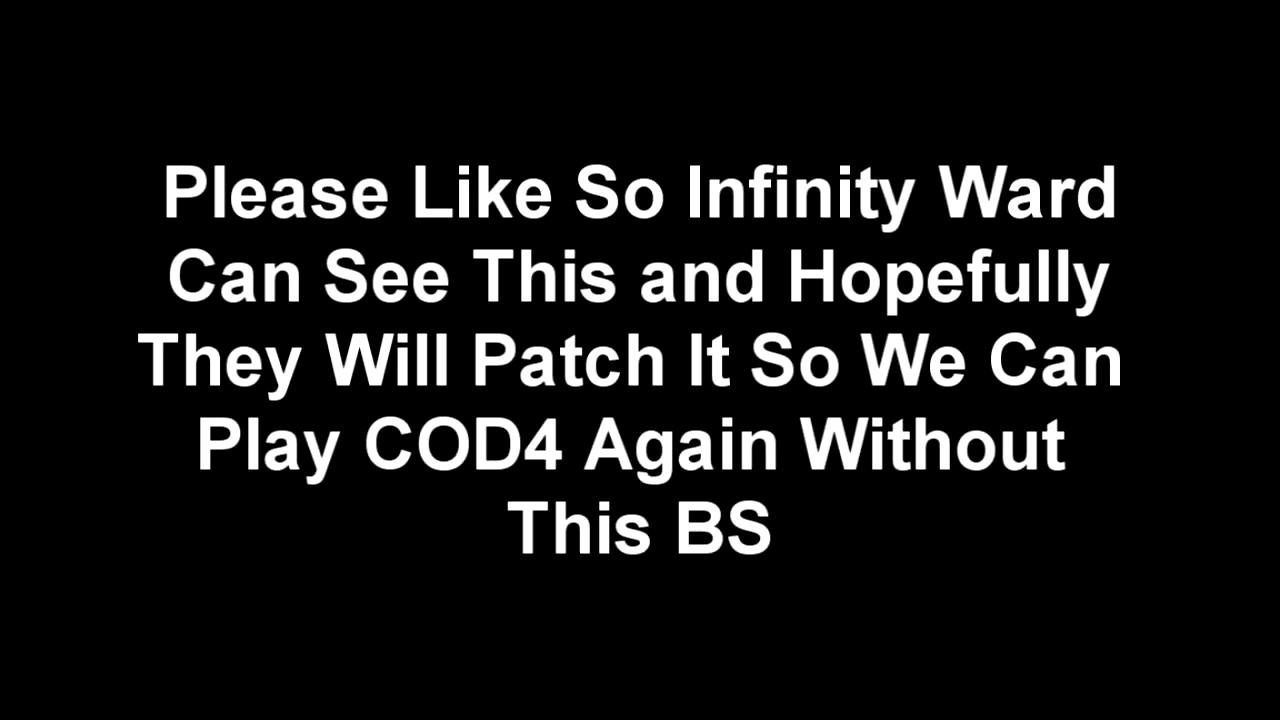 Please Like So Infinity Ward
Can See This and Hopefully
They Will Patch It So We Can
Play COD4 Again Without
This BS